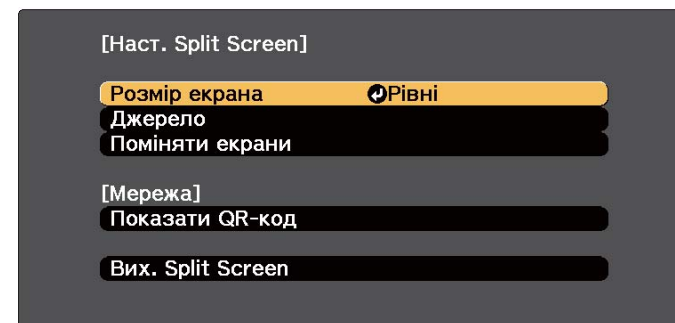 [Наст. Split Screen]
Розмір екрана Рівні
Джерело
Поміняти екрани
[Мережа]
Показати QR-код
Вих. Split Screen